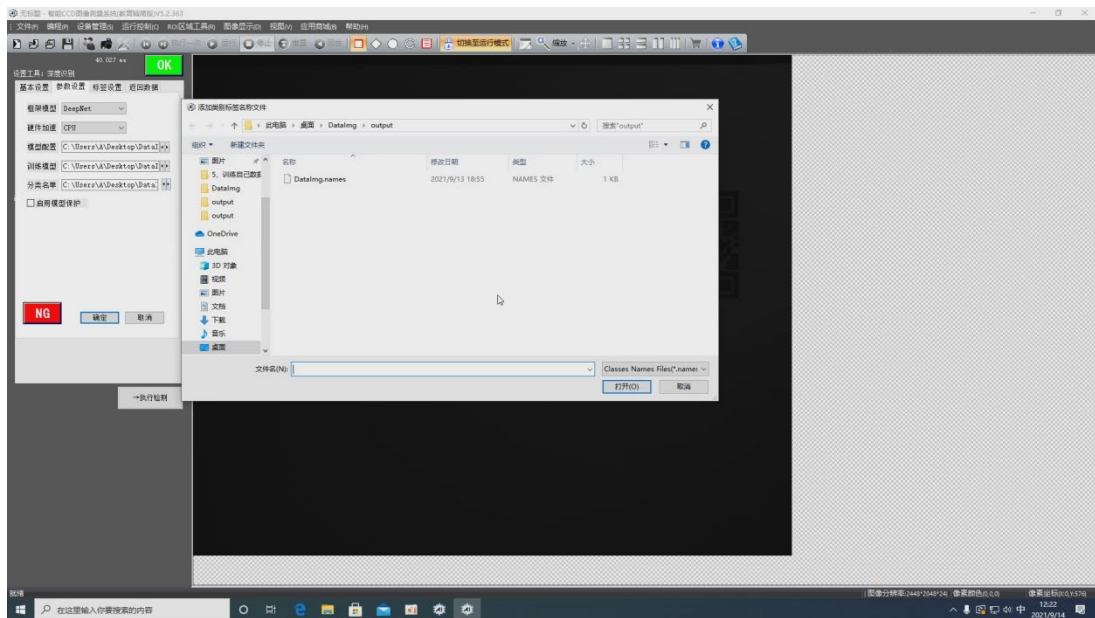 无标题 - 智能CCD图像测量系统(教育精简版)V5.2.363
文件(F) 编程(P) 设备管理(S) 运行控制(C) ROI区域工具(R) 图像显示(D) 视图(V) 应用商城(B) 帮助(H)
停止 切换至运行模式 缩放
40.027 ms OK
设置工具: 深度识别
基本设置 参数设置 标签设置 返回数据
框架模型 DeepNet
硬件加速 CPU
模型配置 C:\Users\A\Desktop\DataI
训练模型 C:\Users\A\Desktop\DataI
分类名单 C:\Users\A\Desktop\Data
启用模型保护
NG 确定 取消
→执行检测
添加类别标签名称文件
此电脑 › 桌面 › DataImg › output 搜索"output"
组织 新建文件夹
名称 修改日期 类型 大小
DataImg.names 2021/9/13 18:55 NAMES 文件 1 KB
图片
5、训练自己数据
DataImg
output
output
OneDrive
此电脑
3D 对象
视频
图片
文档
下载
音乐
桌面
文件名(N): Classes Names Files(*.names
打开(O) 取消
就绪 图像分辨率:2448*2048*24 像素颜色(0,0,0) 像素坐标(X:0,Y:576)
在这里输入你要搜索的内容 中 12:22
2021/9/14